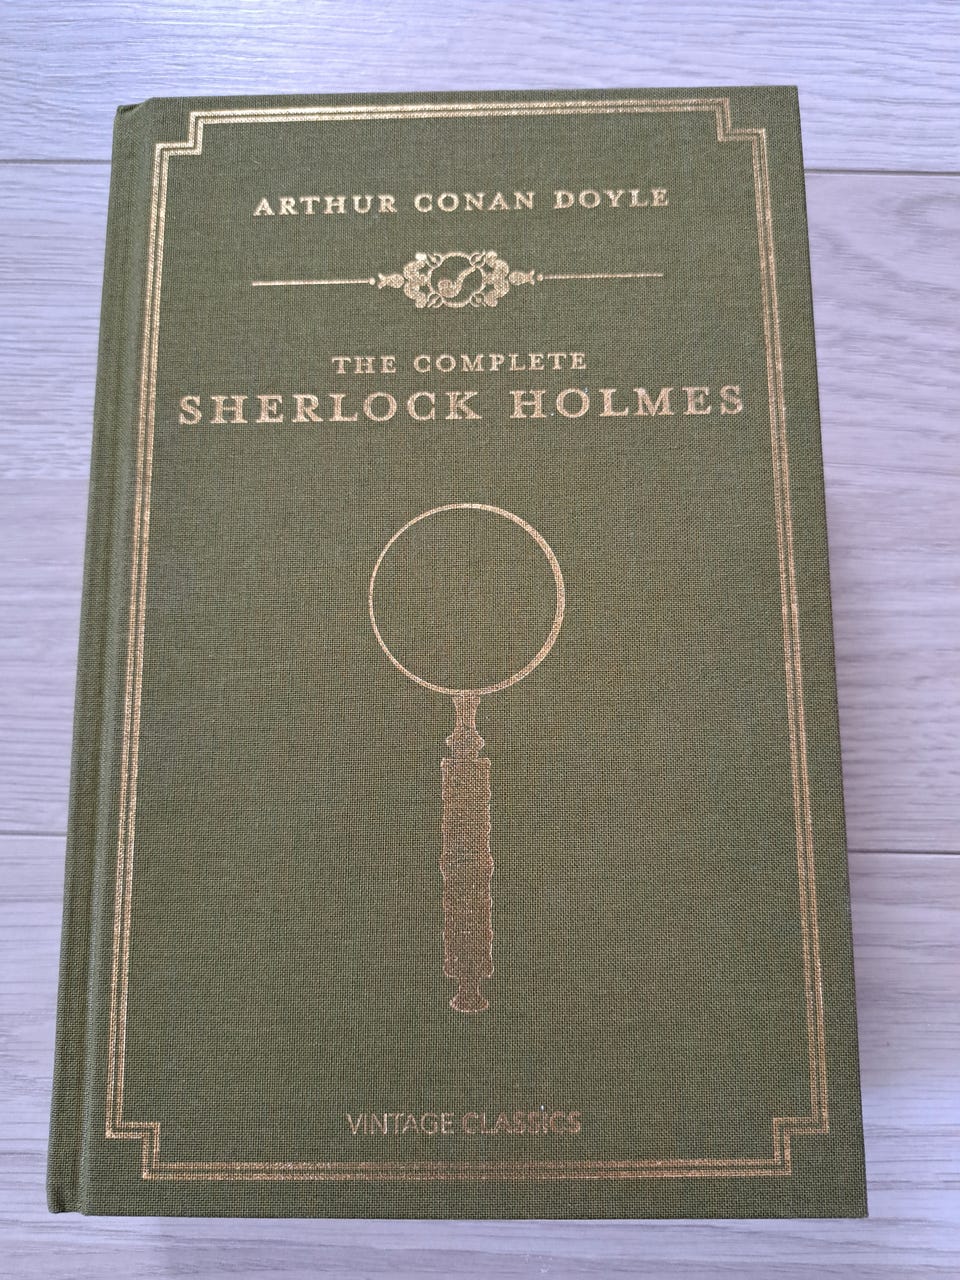 ARTHUR CONAN DOYLE
THE COMPLETE
SHERLOCK HOLMES
VINTAGE CLASSICS